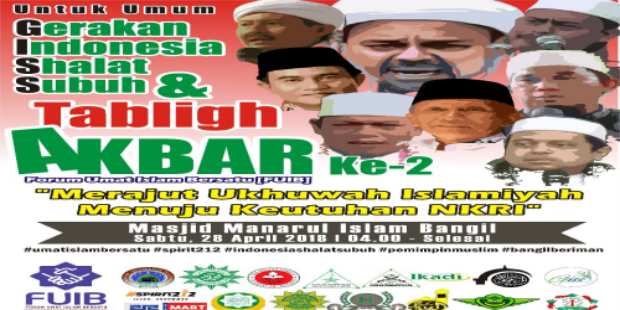 Untuk Umum
Gerakan
Indonesia
Shalat
Subuh &
Tabligh
AKBAR Ke-2
Forum Umat Islam Bersatu [FUIB]
"Merajut Ukhuwah Islamiyah
Menuju Keutuhan NKRI"
Masjid Manarul Islam Bangil
Sabtu, 28 April 2018 | 04.00 - Selesai
#umatislambersatu #spirit212 #indonesiashalatsubuh #pemimpinmuslim #bangilberiman
FUIB
FORUM UMAT ISLAM BERSATU
#SPIRIT212
Ikadi
MART